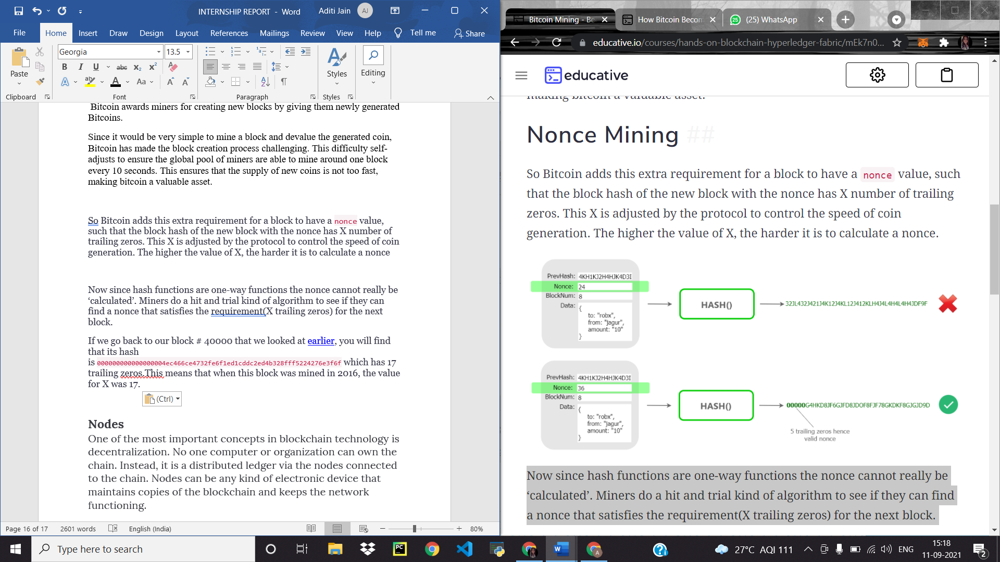 INTERNSHIP REPORT - Word
Aditi Jain
AJ
File
Home
Insert
Draw
Design
Layout
References
Mailings
Review
View
Help
Tell me
Share
Paste
Georgia
13.5
Styles
Editing
Clipboard
Font
Paragraph
Styles
Bitcoin awards miners for creating new blocks by giving them newly generated
Bitcoins.
Since it would be very simple to mine a block and devalue the generated coin,
Bitcoin has made the block creation process challenging. This difficulty self-
adjusts to ensure the global pool of miners are able to mine around one block
every 10 seconds. This ensures that the supply of new coins is not too fast,
making bitcoin a valuable asset.
So Bitcoin adds this extra requirement for a block to have a nonce value,
such that the block hash of the new block with the nonce has X number of
trailing zeros. This X is adjusted by the protocol to control the speed of coin
generation. The higher the value of X, the harder it is to calculate a nonce
Now since hash functions are one-way functions the nonce cannot really be
‘calculated’. Miners do a hit and trial kind of algorithm to see if they can
find a nonce that satisfies the requirement(X trailing zeros) for the next
block.
If we go back to our block # 40000 that we looked at earlier, you will find
that its hash
is 000000000000000004ec466ce4732fe6f1ed1cddc2ed4b328fff5224276e3f6f which has 17
trailing zeros.This means that when this block was mined in 2016, the value
for X was 17.
(Ctrl)
Nodes
One of the most important concepts in blockchain technology is
decentralization. No one computer or organization can own the
chain. Instead, it is a distributed ledger via the nodes connected
to the chain. Nodes can be any kind of electronic device that
maintains copies of the blockchain and keeps the network
functioning.
Page 16 of 17
2601 words
English (India)
80%
Bitcoin Mining - Be
How Bitcoin Becom
(25) WhatsApp
educative.io/courses/hands-on-blockchain-hyperledger-fabric/mEk7n0...
educative
making bitcoin a valuable asset.
Nonce Mining ##
So Bitcoin adds this extra requirement for a block to have a nonce value, such
that the block hash of the new block with the nonce has X number of trailing
zeros. This X is adjusted by the protocol to control the speed of coin
generation. The higher the value of X, the harder it is to calculate a nonce.
PrevHash: 4KH1KJ2H4HJK4D3I
Nonce: 24
BlockNum: 8
Data: {
to: "robx",
from: "jagur",
amount: "10"
}
HASH()
32JL432J421J4K12J4KL12J412KLH4J4L4H4L4H4JDF9F
PrevHash: 4KH1KJ2H4HJK4D3I
Nonce: 36
BlockNum: 8
Data: {
to: "robx",
from: "jagur",
amount: "10"
}
HASH()
00000G4HKD8JF6GJFD8JDOF8FJF78GKDKF8GJGJD9D
5 trailing zeros hence
valid nonce
Now since hash functions are one-way functions the nonce cannot really be
‘calculated’. Miners do a hit and trial kind of algorithm to see if they can find
a nonce that satisfies the requirement(X trailing zeros) for the next block.
Type here to search
27°C AQI 111
ENG
15:18
11-09-2021
2